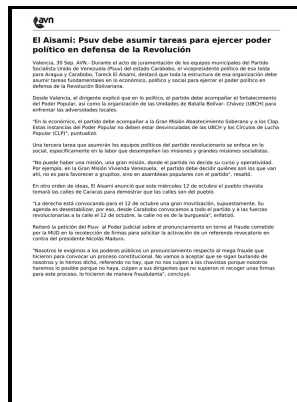 avn
El Aisami: Psuv debe asumir tareas para ejercer poder
político en defensa de la Revolución
Valencia, 30 Sep. AVN.- Durante el acto de juramentación de los equipos municipales del Partido
Socialista Unido de Venezuela (Psuv) del estado Carabobo, el vicepresidente político de esa tolda
para Aragua y Carabobo, Tareck El Aisami, destacó que toda la estructura de esa organización debe
asumir tareas fundamentales en lo económico, político y social para ejercer el poder político en
defensa de la Revolución Bolivariana.
Desde Valencia, el dirigente explicó que en lo político, el partido debe acompañar el fortalecimiento
del Poder Popular, así como la organización de las Unidades de Batalla Bolívar- Chávez (UBCH) para
enfrentar las adversidades locales.
"En lo económico, el partido debe acompañar a la Gran Misión Abastecimiento Soberano y a los Clap.
Estas instancias del Poder Popular no deben estar desvinculadas de las UBCH y los Círculos de Lucha
Popular (CLP)", puntualizó.
Una tercera tarea que asumirán los equipos políticos del partido revolucionario se enfoca en lo
social, específicamente en la labor que desempeñan las misiones y grandes misiones socialistas.
"No puede haber una misión, una gran misión, donde el partido no decida su curso y operatividad.
Por ejemplo, en la Gran Misión Vivienda Venezuela, el partido debe decidir quiénes son los que van
ahí, no es para favorecer a grupitos, sino en asambleas populares con el partido", resaltó.
En otro orden de ideas, El Aisami anunció que este miércoles 12 de octubre el pueblo chavista
tomará las calles de Caracas para demostrar que las calles son del pueblo.
"La derecha está convocando para el 12 de octubre una gran movilización, supuestamente. Su
agenda es desestabilizar, por eso, desde Carabobo convocamos a todo el partido y a las fuerzas
revolucionarias a la calle el 12 de octubre, la calle no es de la burguesía", enfatizó.
Reiteró la petición del Psuv al Poder Judicial sobre el pronunciamiento en torno al fraude cometido
por la MUD en la recolección de firmas para solicitar la activación de un referendo revocatorio en
contra del presidente Nicolás Maduro.
"Nosotros le exigimos a los poderes públicos un pronunciamiento respecto al mega fraude que
hicieron para convocar un proceso constitucional. No vamos a aceptar que se sigan burlando de
nosotros y lo hemos dicho, referendo no hay, que no nos culpen a los chavistas porque nosotros
haremos lo posible porque no haya, culpen a sus dirigentes que no supieron ni recoger unas firmas
para este proceso, lo hicieron de manera fraudulenta", concluyó.